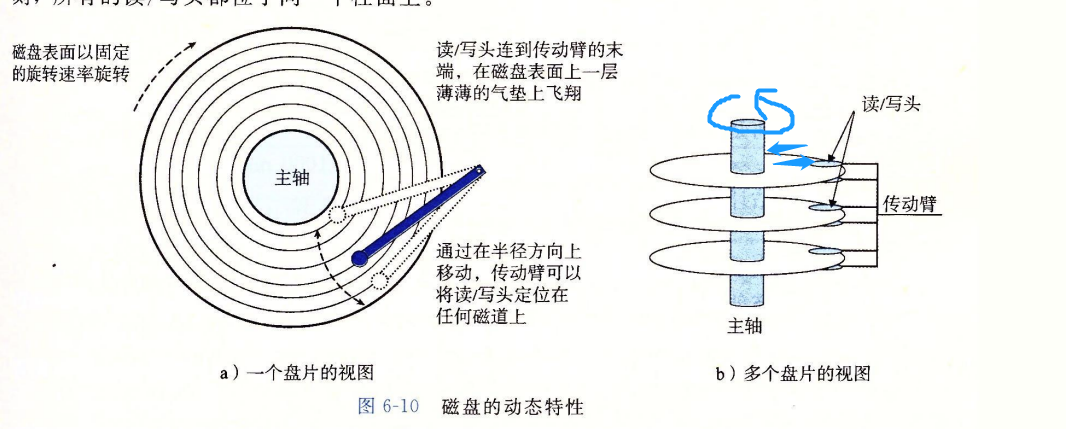 则,所有的读/写头都位于同一个柱面上。
磁盘表面以固定
的旋转速率旋转
读/写头连到传动臂的末
端，在磁盘表面上一层
薄薄的气垫上飞翔
主轴
通过在半径方向上
移动，传动臂可以
将读/写头定位在
任何磁道上
a）一个盘片的视图
读/写头
传动臂
主轴
b）多个盘片的视图
图 6-10 磁盘的动态特性